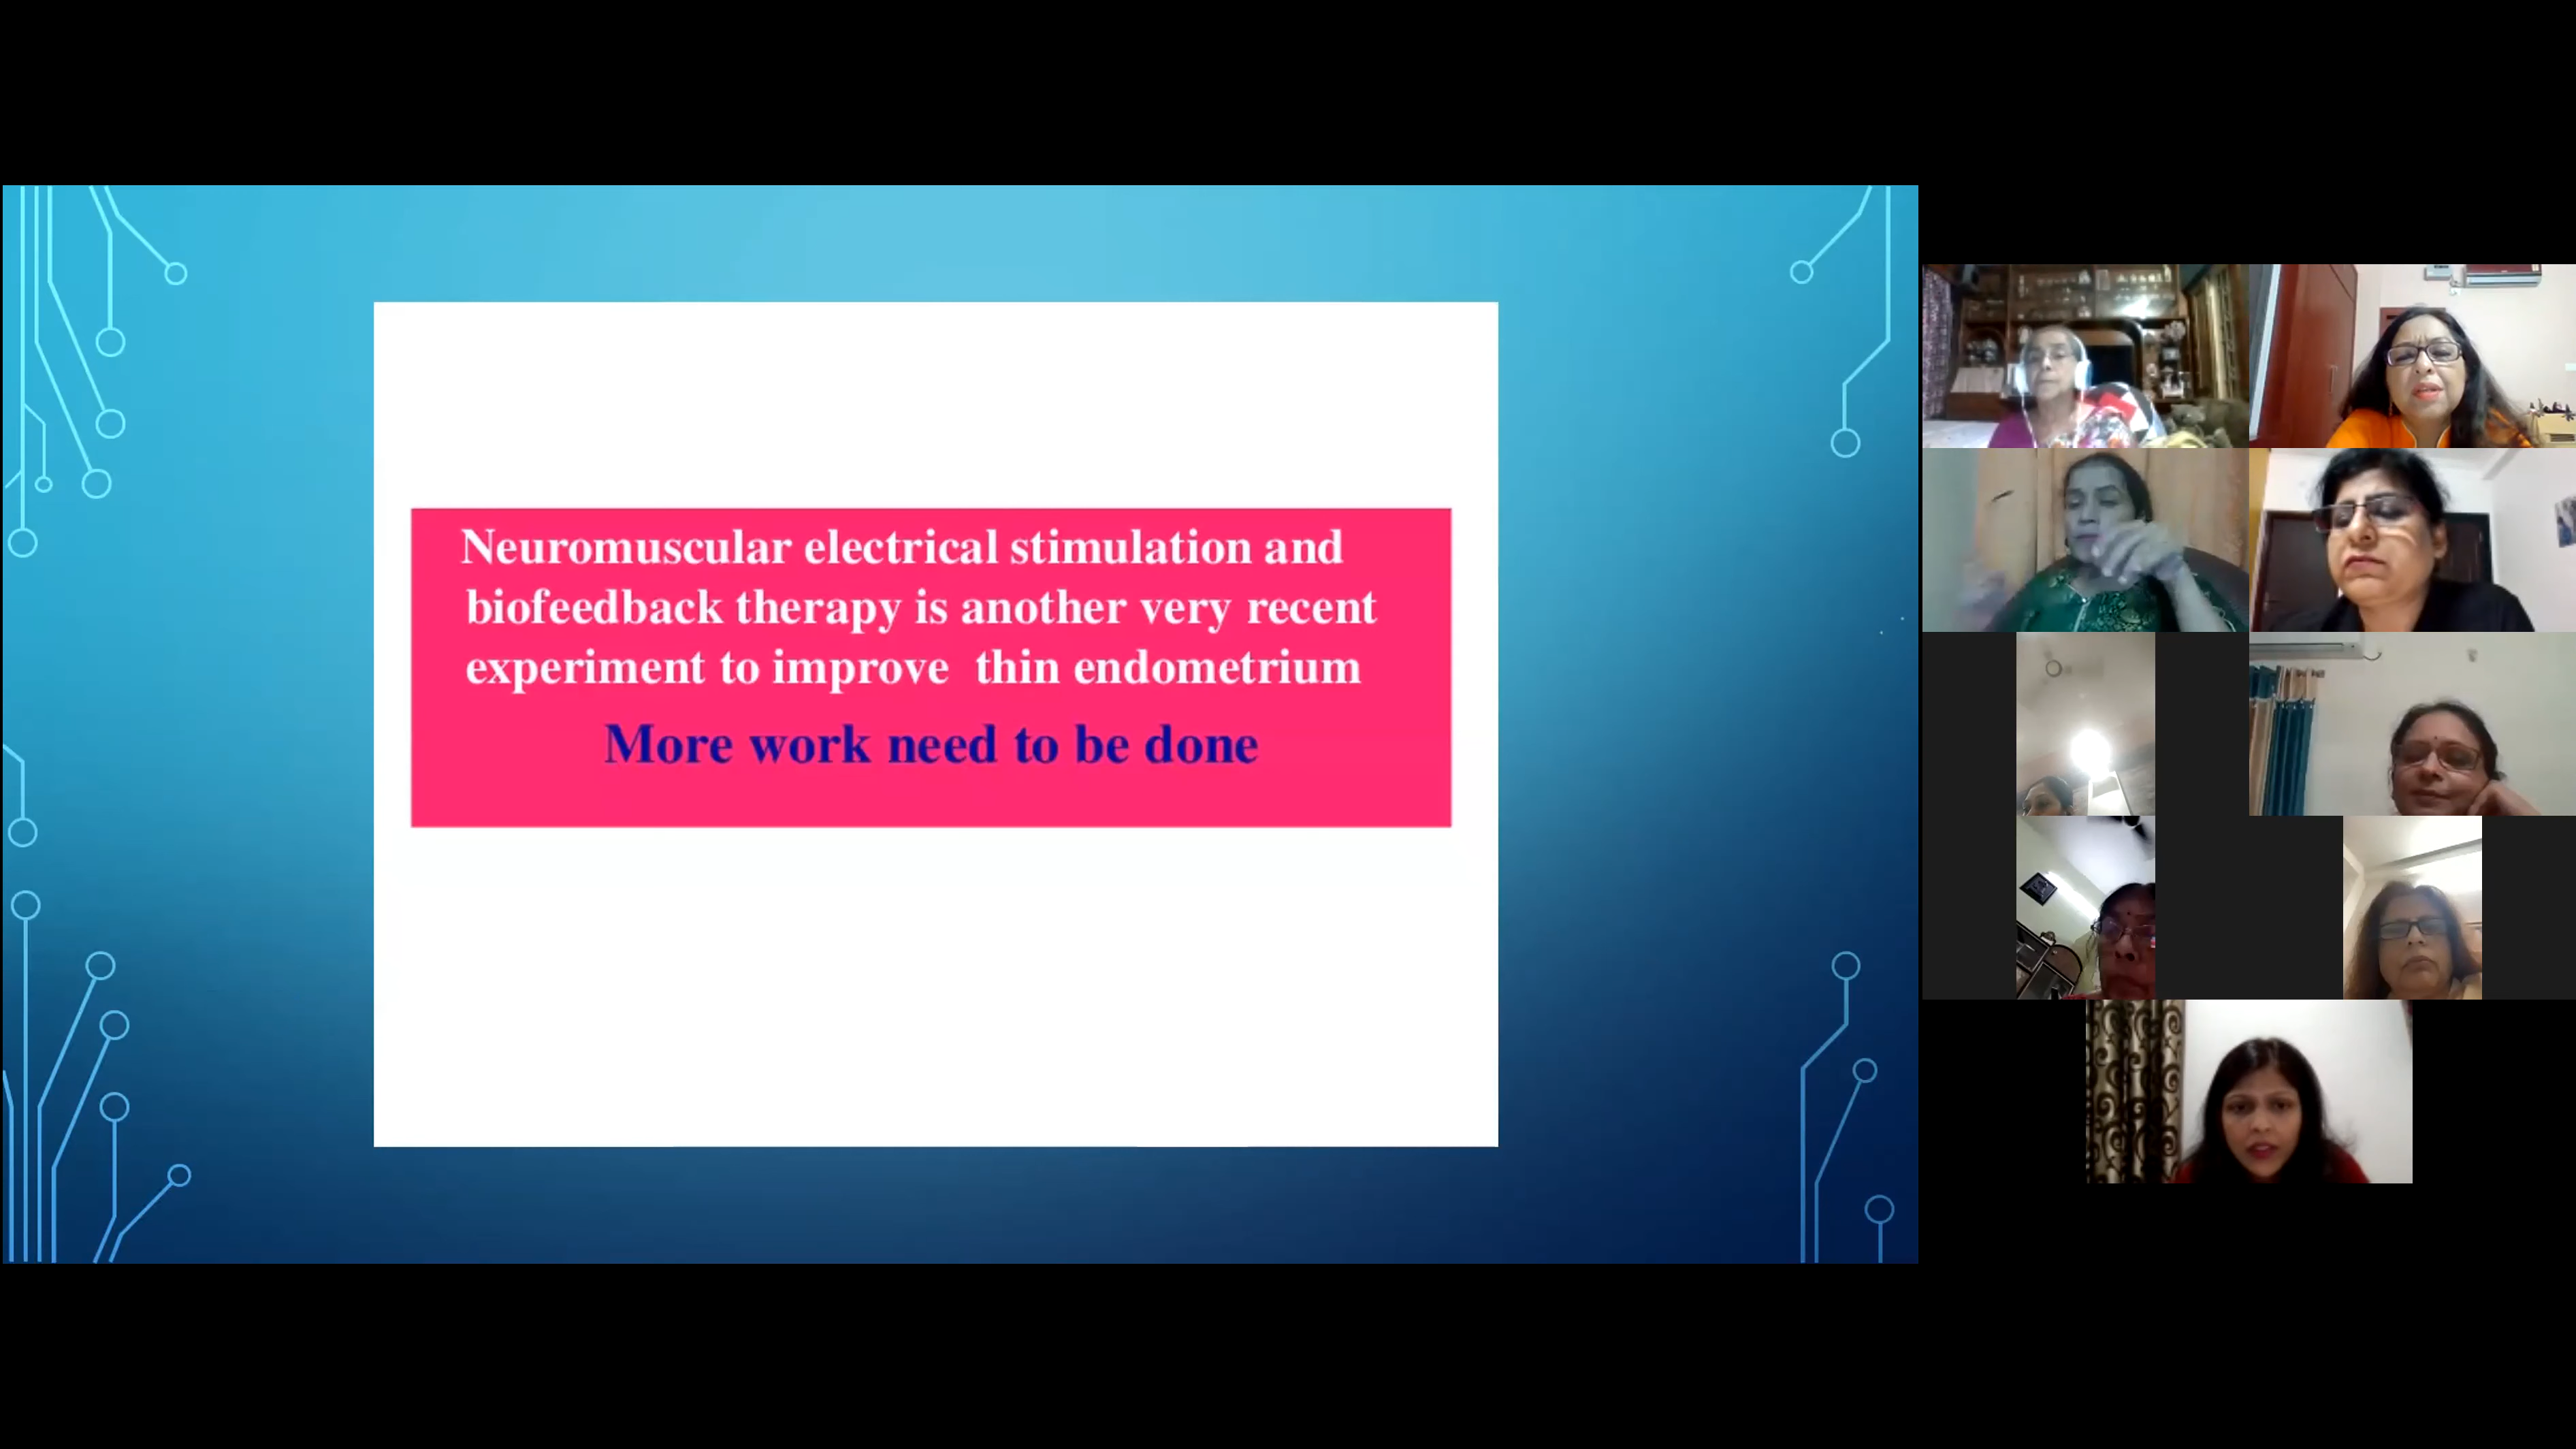 Neuromuscular electrical stimulation and
biofeedback therapy is another very recent
experiment to improve thin endometrium
More work need to be done